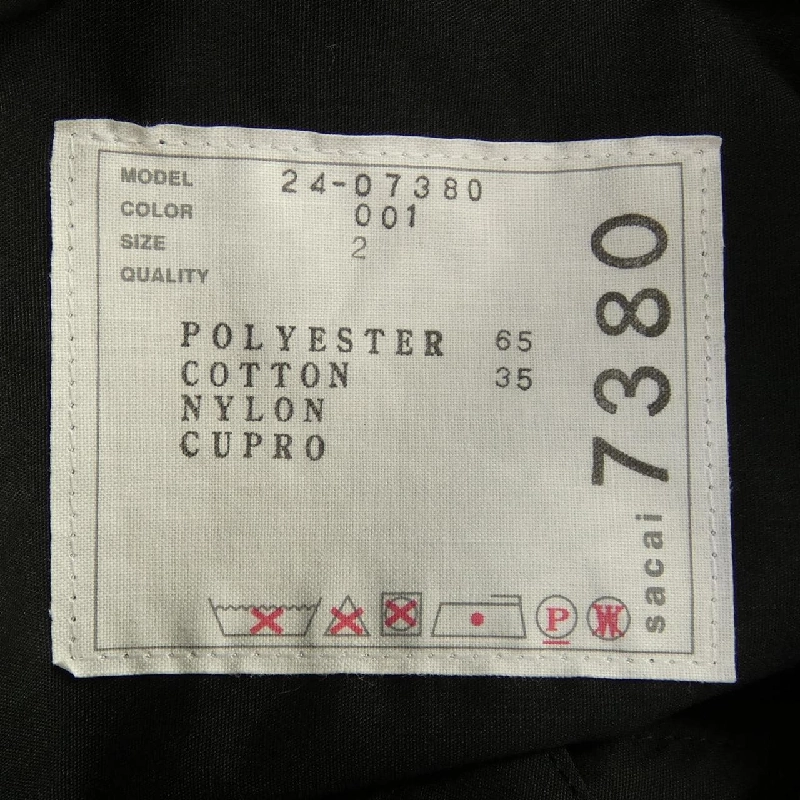 MODEL 24-07380
COLOR 001
SIZE 2
QUALITY
POLYESTER 65
COTTON 35
NYLON
CUPRO
P W
sacai 7380